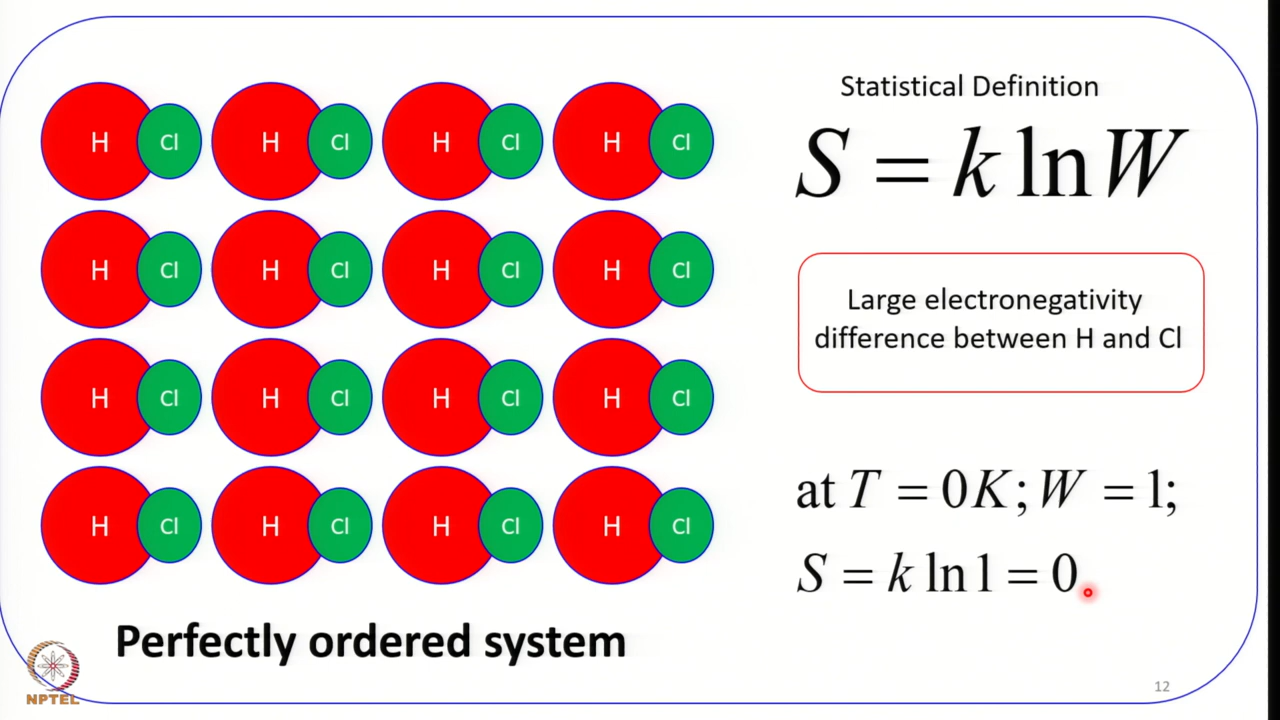 H Cl H Cl H Cl H Cl
H Cl H Cl H Cl H Cl
H Cl H Cl H Cl H Cl
H Cl H Cl H Cl H Cl
Perfectly ordered system
Statistical Definition
S = k ln W
Large electronegativity
difference between H and Cl
at T = 0K; W = 1;
S = k ln 1 = 0
NPTEL
12